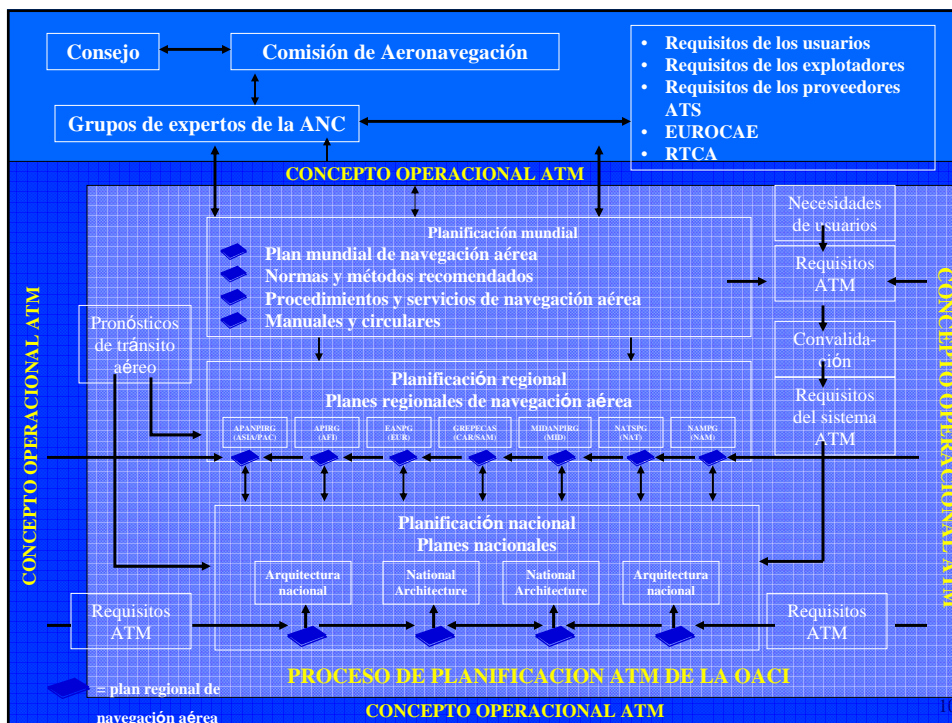 Consejo
Comisión de Aeronavegación
• Requisitos de los usuarios
• Requisitos de los explotadores
• Requisitos de los proveedores
ATS
• EUROCAE
• RTCA
Grupos de expertos de la ANC
CONCEPTO OPERACIONAL ATM
Planificación mundial
Plan mundial de navegación aérea
Normas y métodos recomendados
Procedimientos y servicios de navegación aérea
Manuales y circulares
Necesidades
de usuarios
Requisitos
ATM
Convalida-
ción
Requisitos
del sistema
ATM
CONCEPTO OPERACIONAL ATM
CONCEPTO OPERACIONAL ATM
Pronósticos
de tránsito
aéreo
Planificación regional
Planes regionales de navegación aérea
APANPIRG
(ASIA/PAC)
APIRG
(AFI)
EANPG
(EUR)
GREPECAS
(CAR/SAM)
MIDANPIRG
(MID)
NATSPG
(NAT)
NAMPG
(NAM)
Planificación nacional
Planes nacionales
Arquitectura
nacional
National
Architecture
National
Architecture
Arquitectura
nacional
Requisitos
ATM
Requisitos
ATM
PROCESO DE PLANIFICACION ATM DE LA OACI
= plan regional de
navegación aérea
CONCEPTO OPERACIONAL ATM